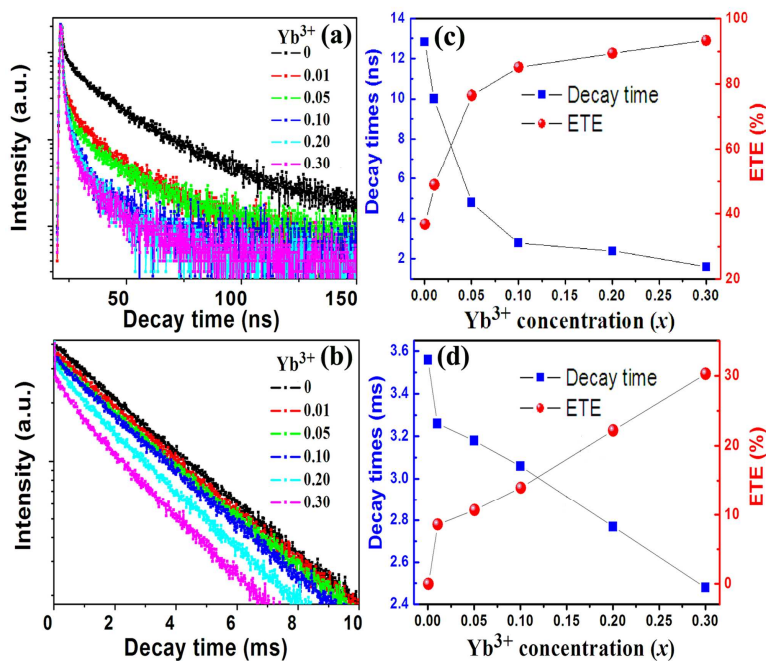 Yb3+ (a)
0
0.01
0.05
0.10
0.20
0.30
Intensity (a.u.)
50 100 150
Decay time (ns)
(c)
14
12
10
8
6
4
2
Decay times (ns)
Decay time
ETE
100
80
60
40
20
ETE (%)
0.00 0.05 0.10 0.15 0.20 0.25 0.30
Yb3+ concentration (x)
Yb3+ (b)
0
0.01
0.05
0.10
0.20
0.30
Intensity (a.u.)
0 2 4 6 8 10
Decay time (ms)
(d)
3.6
3.4
3.2
3.0
2.8
2.6
2.4
Decay times (ms)
Decay time
ETE
30
20
10
0
ETE (%)
0.00 0.05 0.10 0.15 0.20 0.25 0.30
Yb3+ concentration (x)